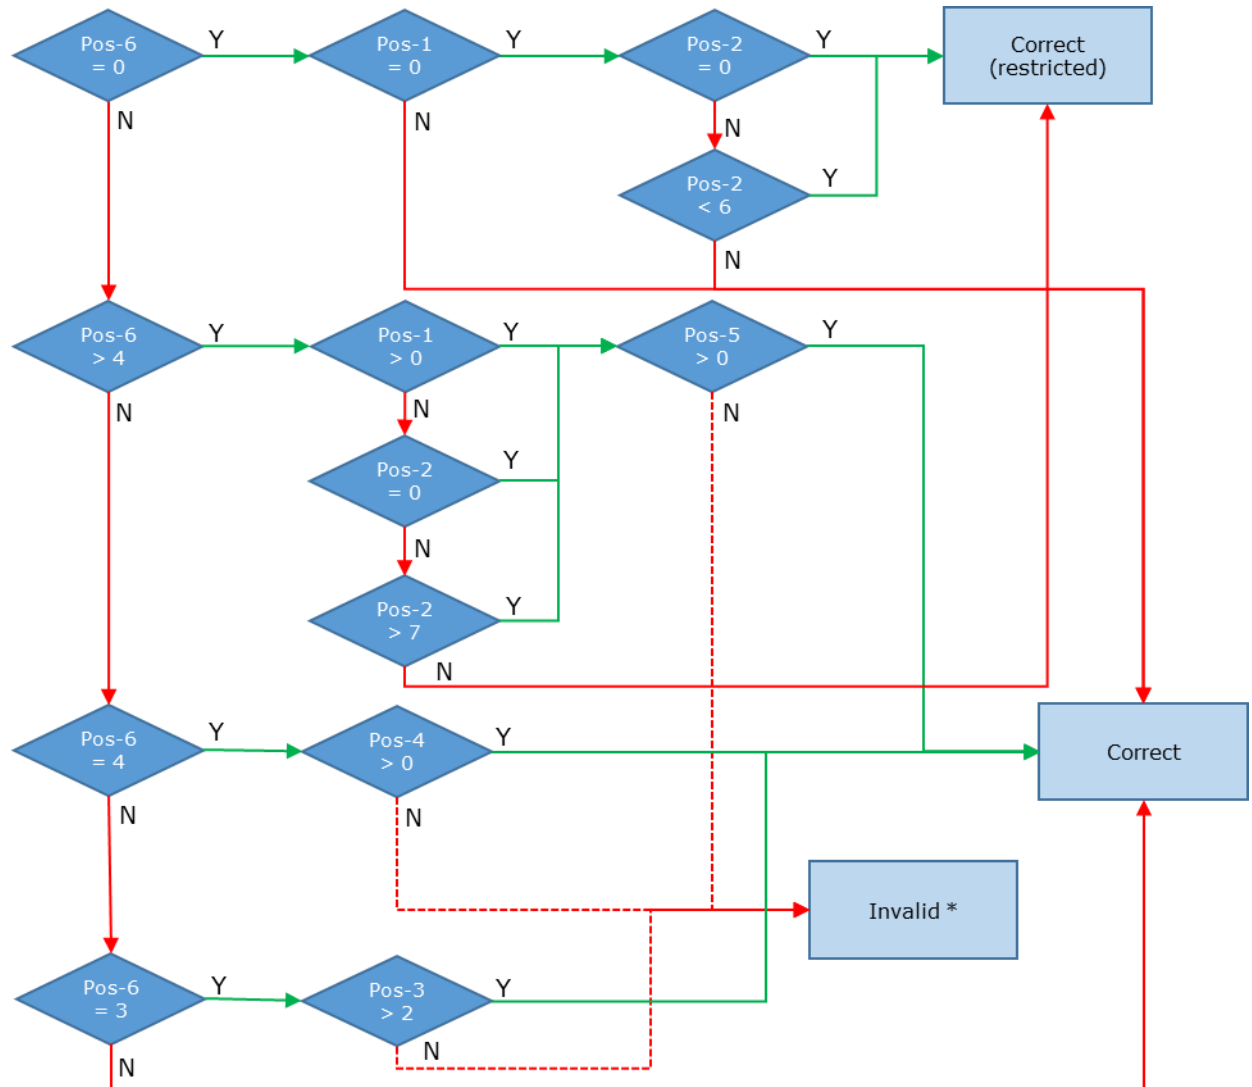 Pos-6
= 0
Y
Pos-1
= 0
Y
Pos-2
= 0
Y
Correct
(restricted)
N
N
N
Pos-2
< 6
Y
N
Pos-6
> 4
Y
Pos-1
> 0
Y
Pos-5
> 0
Y
N
N
N
Pos-2
= 0
Y
N
Pos-2
> 7
Y
N
Pos-6
= 4
Y
Pos-4
> 0
Y
Correct
N
N
Invalid *
Pos-6
= 3
Y
Pos-3
> 2
Y
N
N